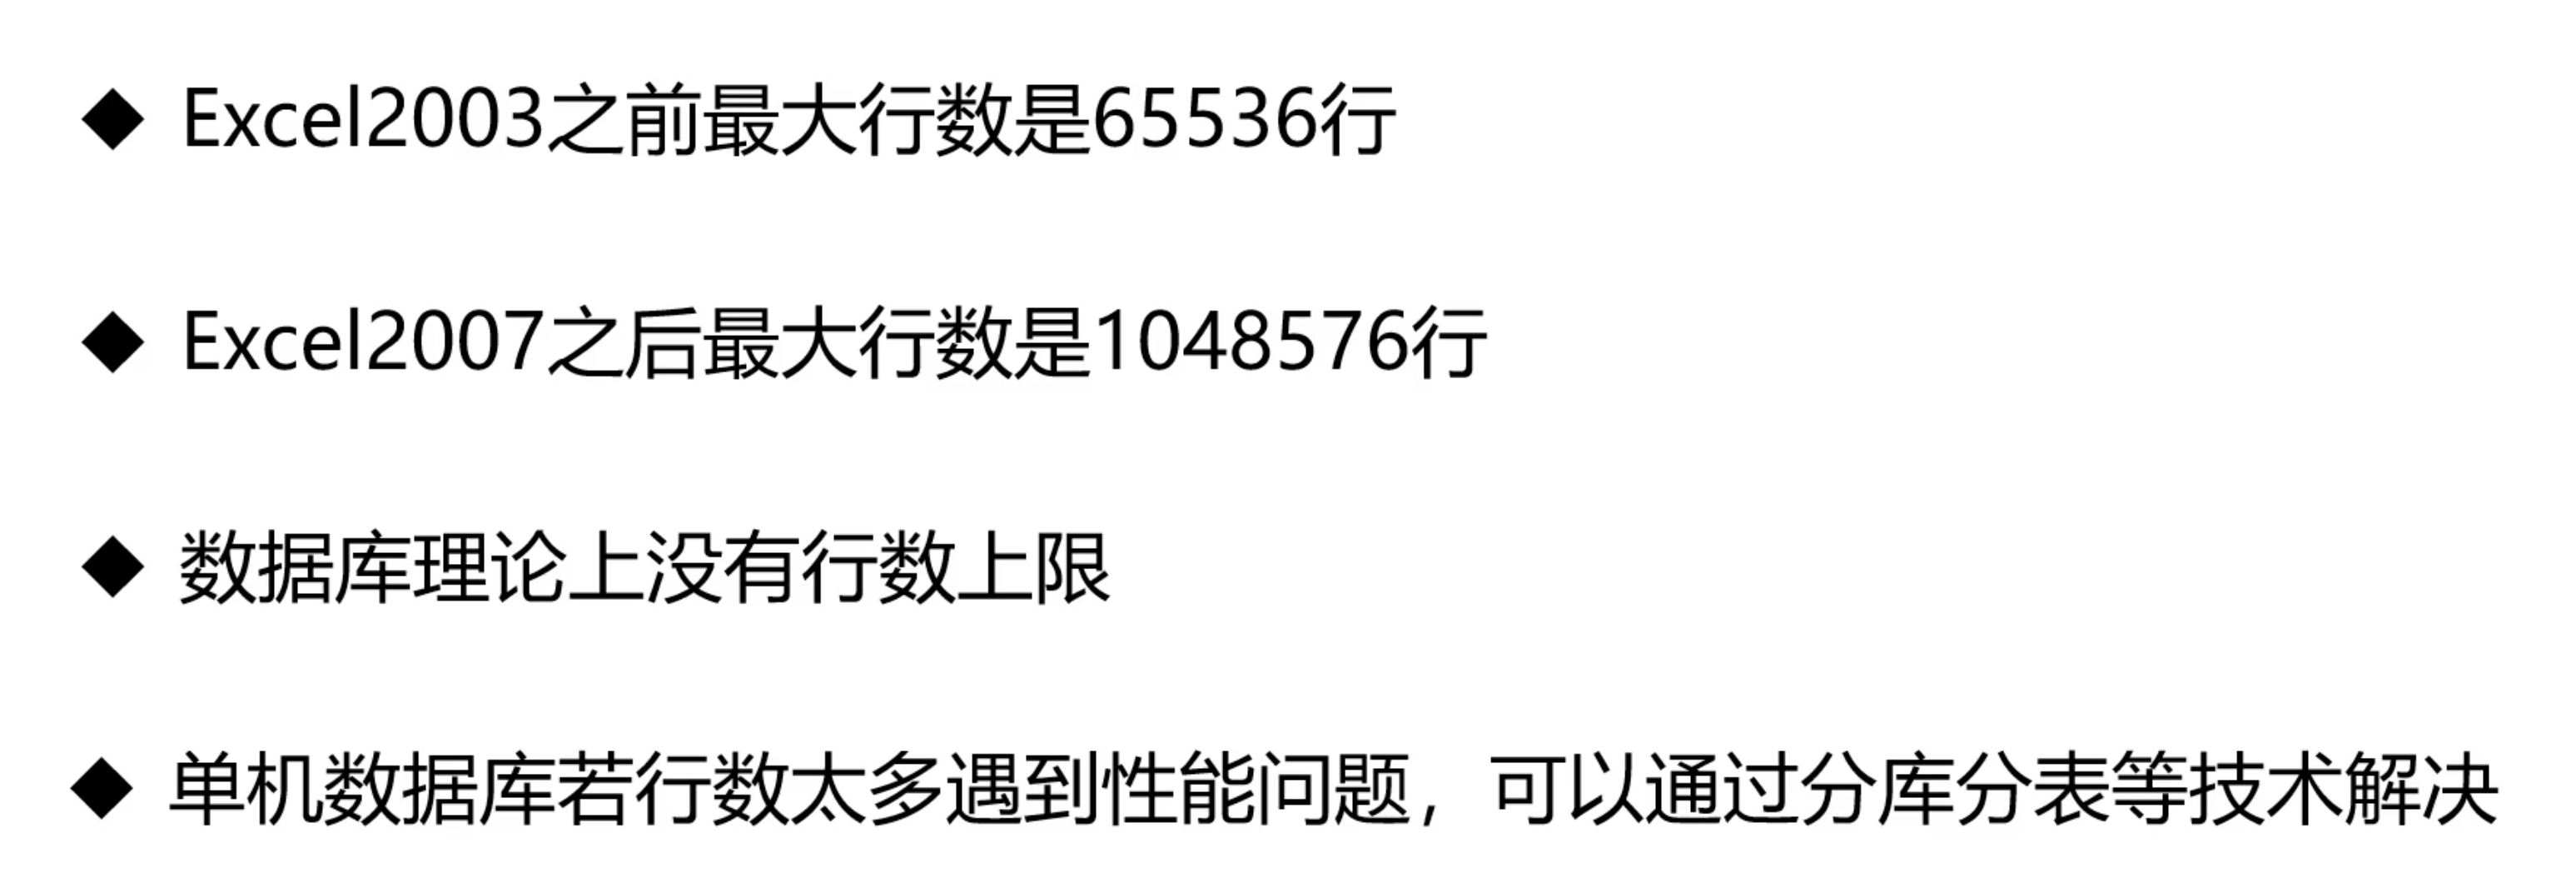 ◆ Excel2003之前最大行数是65536行
◆ Excel2007之后最大行数是1048576行
◆ 数据库理论上没有行数上限
◆ 单机数据库若行数太多遇到性能问题，可以通过分库分表等技术解决